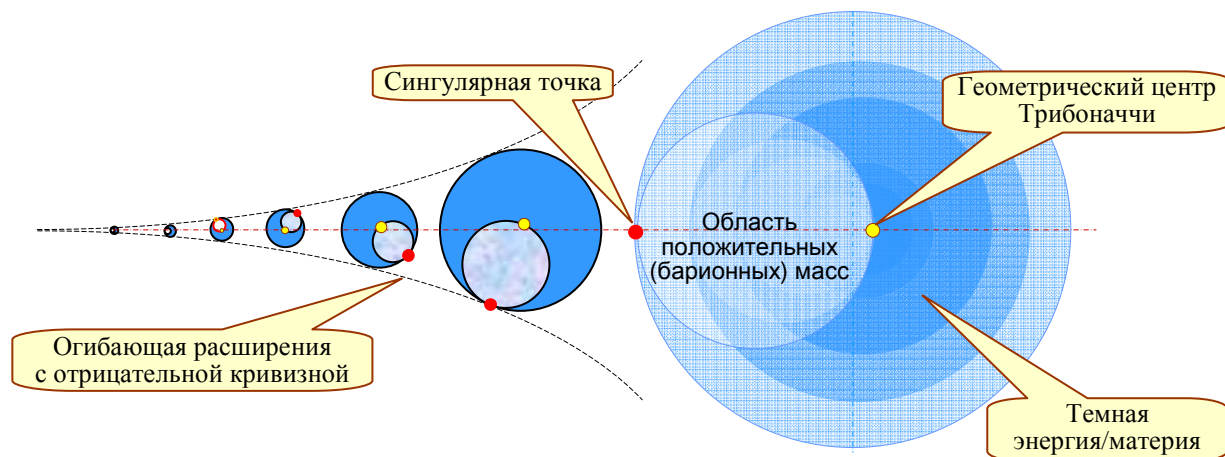 Сингулярная точка
Геометрический центр
Трибоначчи
Область
положительных
(барионных) масс
Огибающая расширения
с отрицательной кривизной
Темная
энергия/материя